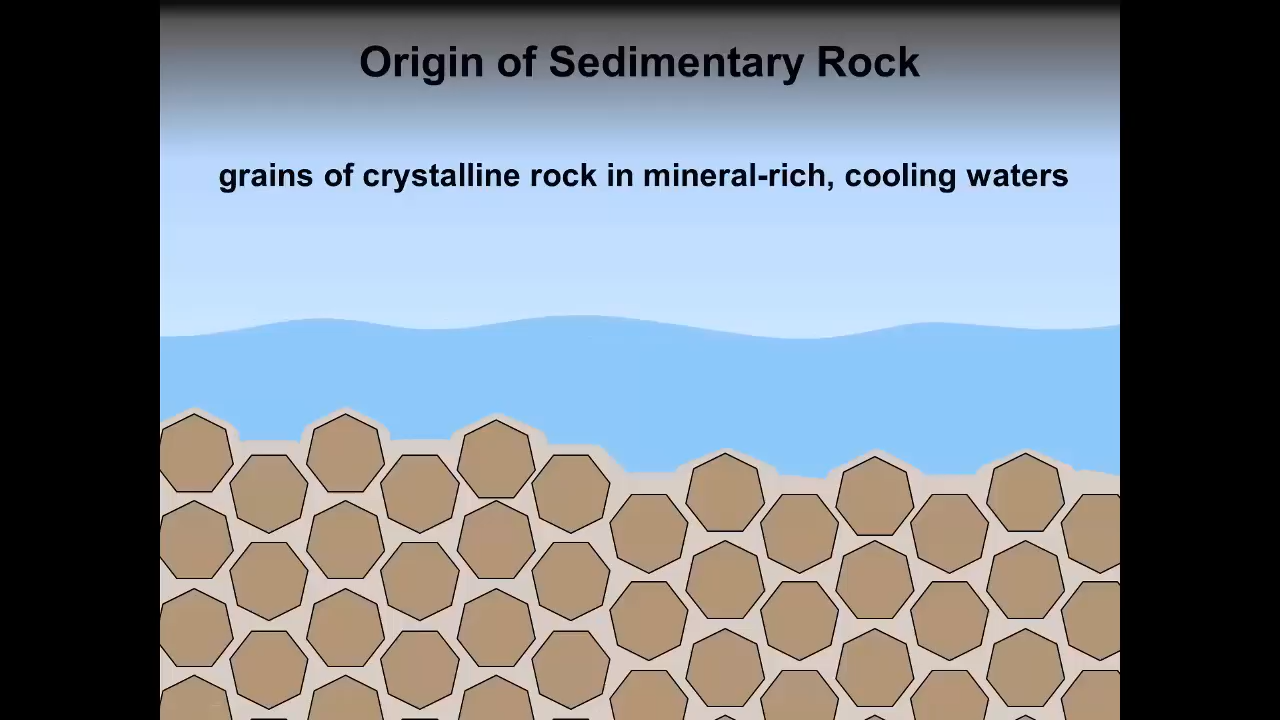 Origin of Sedimentary Rock
grains of crystalline rock in mineral-rich, cooling waters